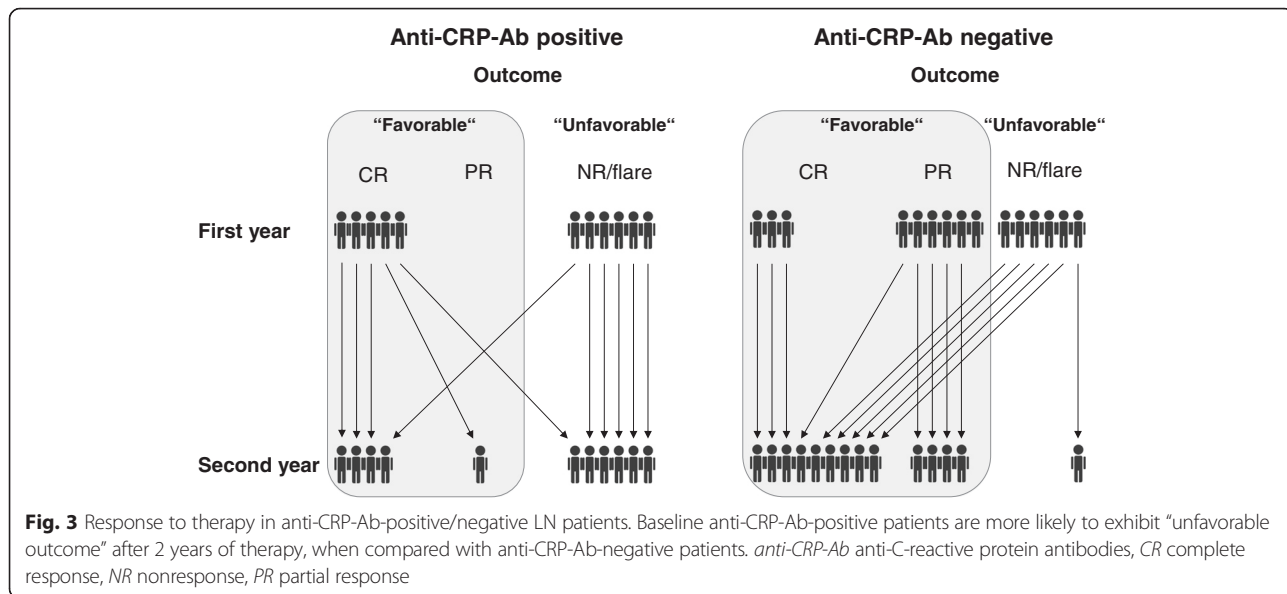 Anti-CRP-Ab positive
Anti-CRP-Ab negative
Outcome
Outcome
“Favorable“
“Unfavorable“
“Favorable“
“Unfavorable“
CR
PR
NR/flare
CR
PR
NR/flare
First year
Second year
Fig. 3 Response to therapy in anti-CRP-Ab-positive/negative LN patients. Baseline anti-CRP-Ab-positive patients are more likely to exhibit “unfavorable
outcome” after 2 years of therapy, when compared with anti-CRP-Ab-negative patients. anti-CRP-Ab anti-C-reactive protein antibodies, CR complete
response, NR nonresponse, PR partial response